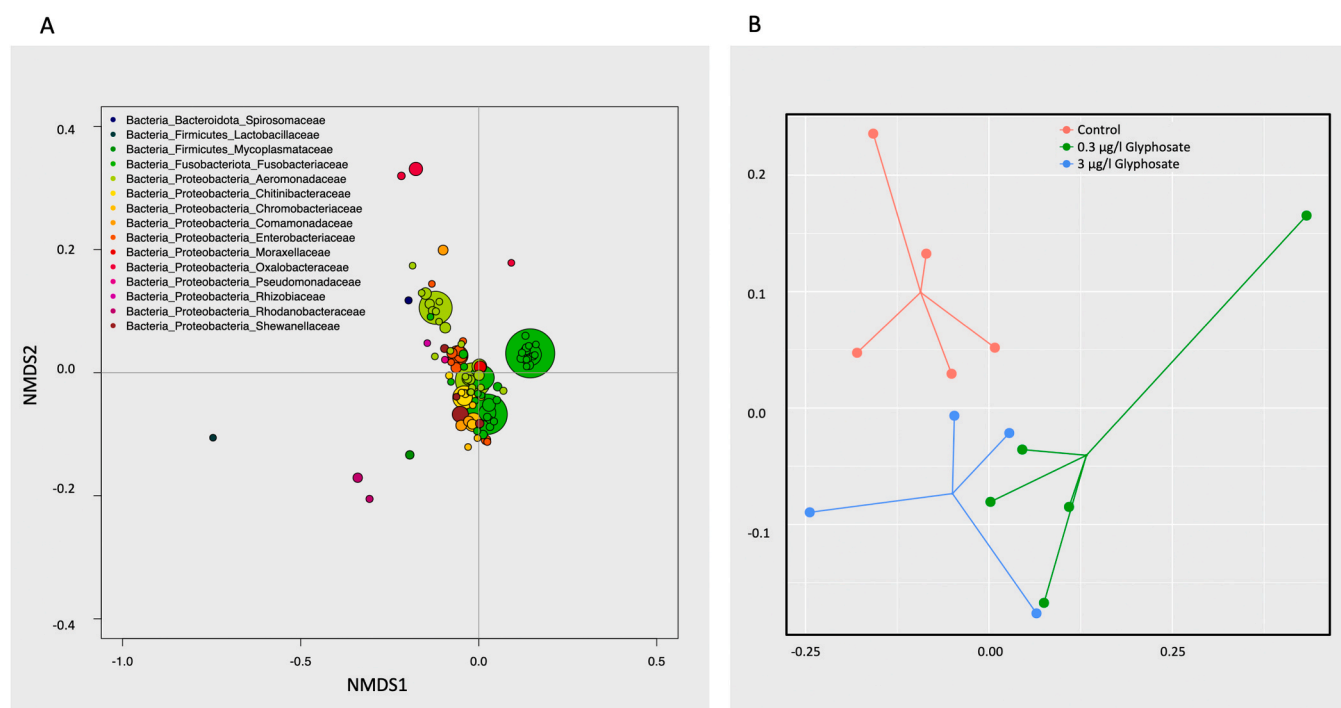 A
B
Bacteria_Bacteroidota_Spirosomaceae
Bacteria_Firmicutes_Lactobacillaceae
Bacteria_Firmicutes_Mycoplasmataceae
Bacteria_Fusobacteriota_Fusobacteriaceae
Bacteria_Proteobacteria_Aeromonadaceae
Bacteria_Proteobacteria_Chitinibacteraceae
Bacteria_Proteobacteria_Chromobacteriaceae
Bacteria_Proteobacteria_Comamonadaceae
Bacteria_Proteobacteria_Enterobacteriaceae
Bacteria_Proteobacteria_Moraxellaceae
Bacteria_Proteobacteria_Oxalobacteraceae
Bacteria_Proteobacteria_Pseudomonadaceae
Bacteria_Proteobacteria_Rhizobiaceae
Bacteria_Proteobacteria_Rhodanobacteraceae
Bacteria_Proteobacteria_Shewanellaceae
0.4
0.2
0.0
-0.2
-0.4
NMDS2
-1.0
-0.5
0.0
0.5
NMDS1
Control
0.3 µg/l Glyphosate
3 µg/l Glyphosate
0.2
0.1
0.0
-0.1
-0.25
0.00
0.25